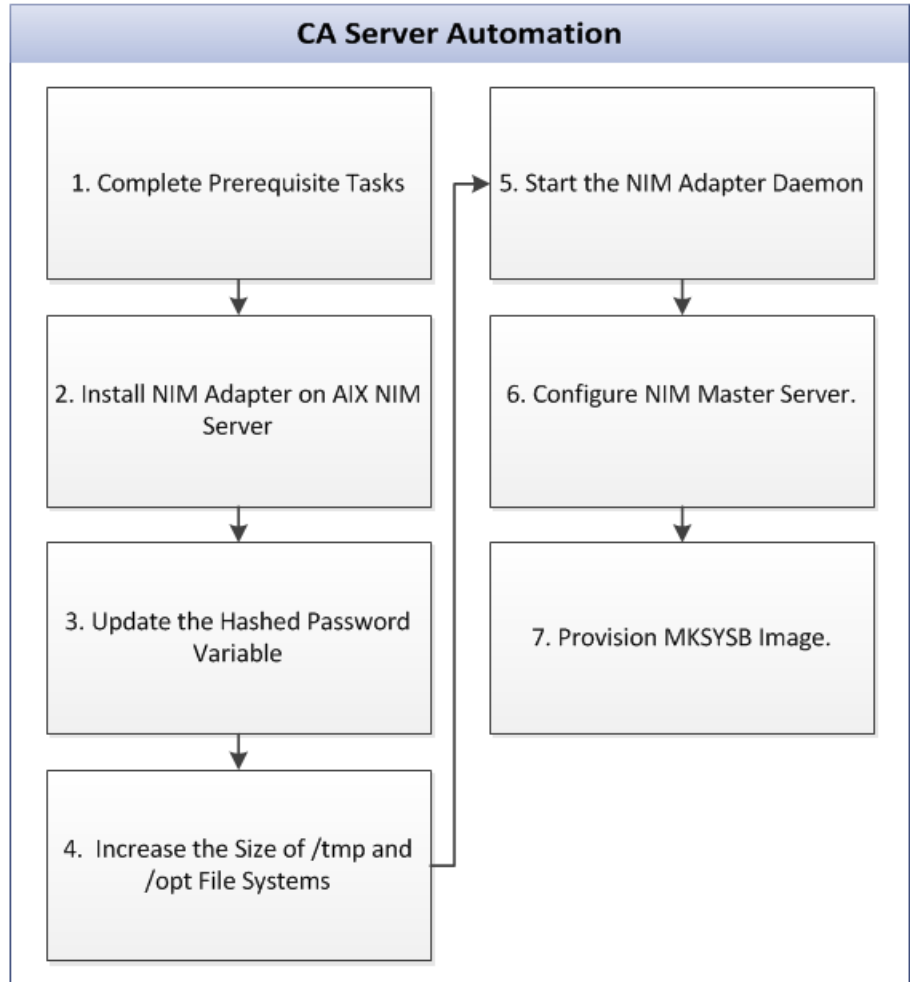 CA Server Automation
1. Complete Prerequisite Tasks
2. Install NIM Adapter on AIX NIM
Server
3. Update the Hashed Password
Variable
4.  Increase the Size of /tmp and
/opt File Systems
5. Start the NIM Adapter Daemon
6. Configure NIM Master Server.
7. Provision MKSYSB Image.